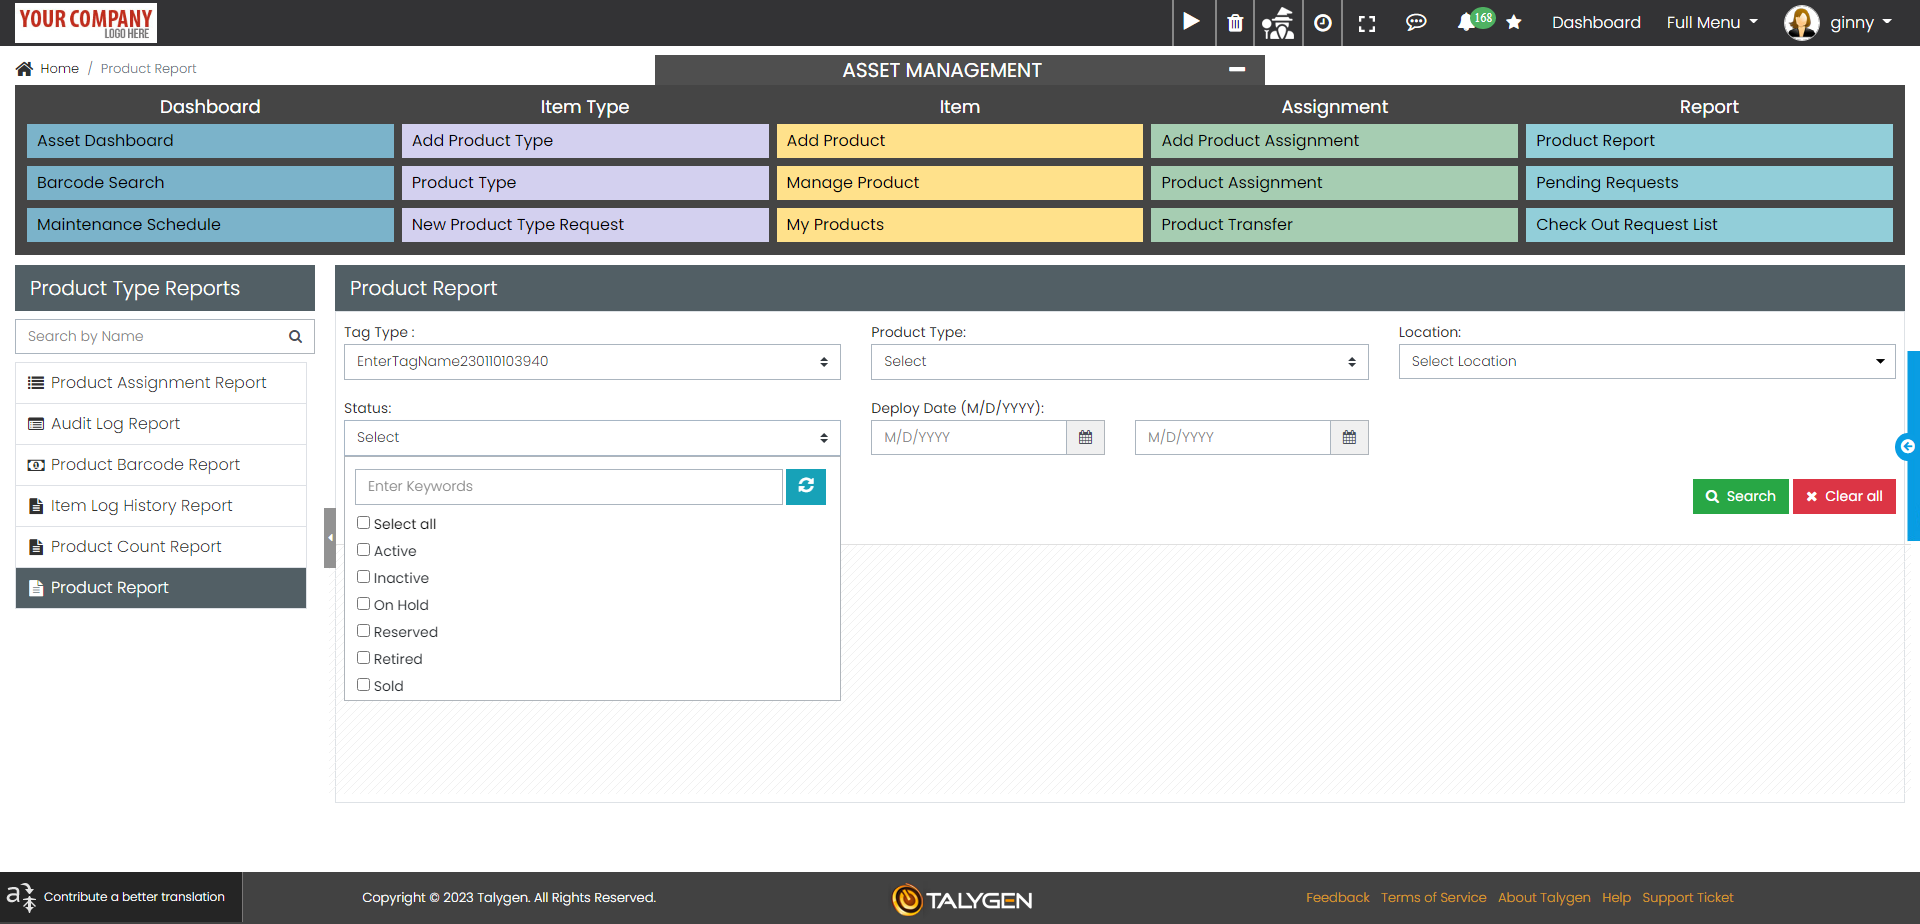 YOUR COMPANY
LOGO HERE
168
Dashboard
Full Menu
ginny
Home / Product Report
ASSET MANAGEMENT
Dashboard
Item Type
Item
Assignment
Report
Asset Dashboard
Add Product Type
Add Product
Add Product Assignment
Product Report
Barcode Search
Product Type
Manage Product
Product Assignment
Pending Requests
Maintenance Schedule
New Product Type Request
My Products
Product Transfer
Check Out Request List
Product Type Reports
Search by Name
Product Assignment Report
Audit Log Report
Product Barcode Report
Item Log History Report
Product Count Report
Product Report
Product Report
Tag Type :
Product Type:
Location:
EnterTagName230110103940
Select
Select Location
Status:
Deploy Date (M/D/YYYY):
Select
M/D/YYYY
M/D/YYYY
Enter Keywords
Search
Clear all
Select all
Active
Inactive
On Hold
Reserved
Retired
Sold
Contribute a better translation
Copyright © 2023 Talygen. All Rights Reserved.
TALYGEN
Feedback
Terms of Service
About Talygen
Help
Support Ticket